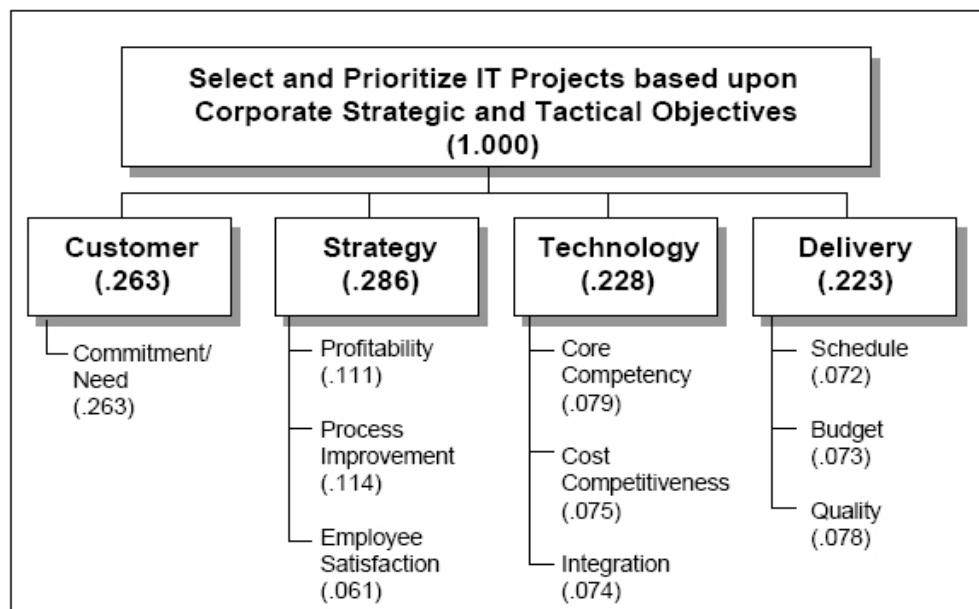 Select and Prioritize IT Projects based upon
Corporate Strategic and Tactical Objectives
(1.000)
Customer
(.263)
Commitment/
Need
(.263)
Strategy
(.286)
Profitability
(.111)
Process
Improvement
(.114)
Employee
Satisfaction
(.061)
Technology
(.228)
Core
Competency
(.079)
Cost
Competitiveness
(.075)
Integration
(.074)
Delivery
(.223)
Schedule
(.072)
Budget
(.073)
Quality
(.078)